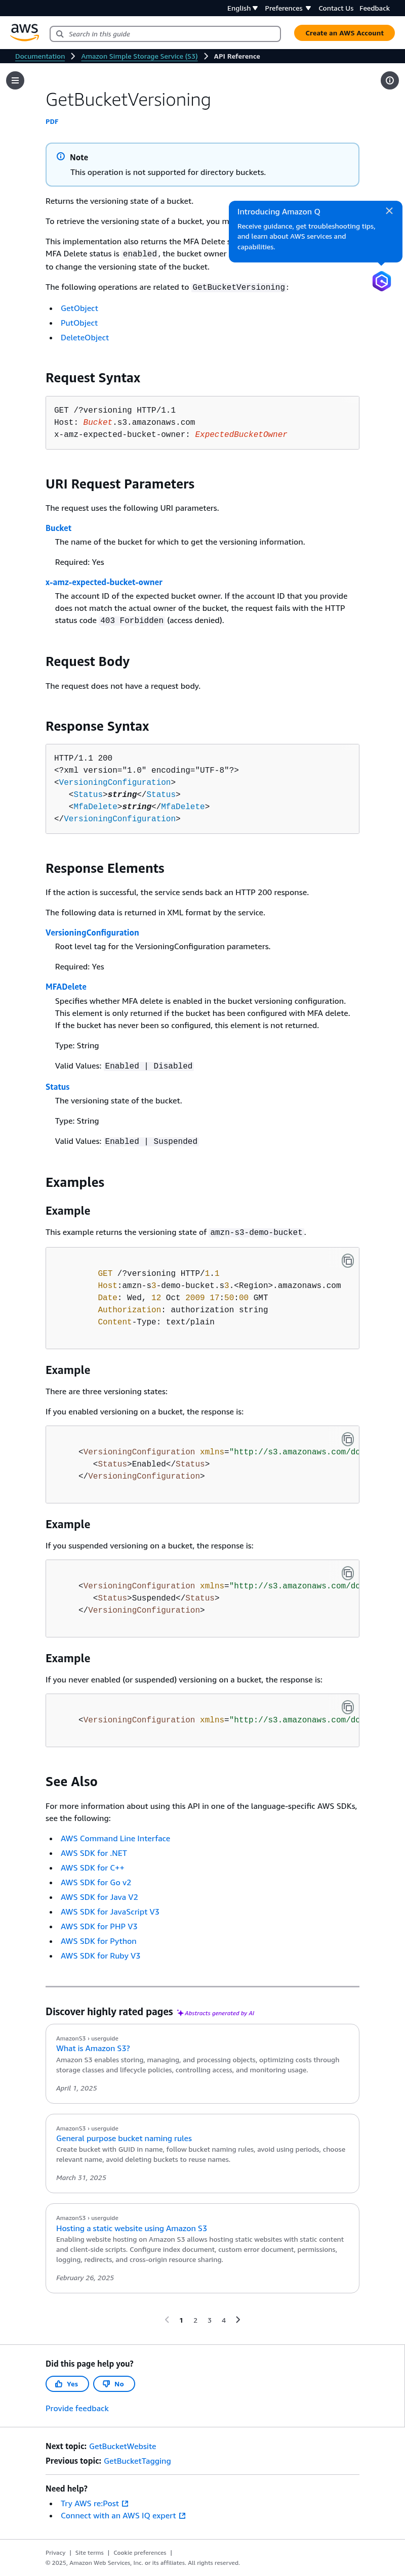 English Preferences Contact Us Feedback
aws Search in this guide Create an AWS Account
Documentation Amazon Simple Storage Service (S3) API Reference
GetBucketVersioning
PDF
Note
This operation is not supported for directory buckets.
Returns the versioning state of a bucket.
To retrieve the versioning state of a bucket, you m
This implementation also returns the MFA Delete s
MFA Delete status is enabled, the bucket owner
to change the versioning state of the bucket.
Introducing Amazon Q
Receive guidance, get troubleshooting tips,
and learn about AWS services and
capabilities.
The following operations are related to GetBucketVersioning:
GetObject
PutObject
DeleteObject
Request Syntax
GET /?versioning HTTP/1.1
Host: Bucket.s3.amazonaws.com
x-amz-expected-bucket-owner: ExpectedBucketOwner
URI Request Parameters
The request uses the following URI parameters.
Bucket
The name of the bucket for which to get the versioning information.
Required: Yes
x-amz-expected-bucket-owner
The account ID of the expected bucket owner. If the account ID that you provide
does not match the actual owner of the bucket, the request fails with the HTTP
status code 403 Forbidden (access denied).
Request Body
The request does not have a request body.
Response Syntax
HTTP/1.1 200
<?xml version="1.0" encoding="UTF-8"?>
<VersioningConfiguration>
<Status>string</Status>
<MfaDelete>string</MfaDelete>
</VersioningConfiguration>
Response Elements
If the action is successful, the service sends back an HTTP 200 response.
The following data is returned in XML format by the service.
VersioningConfiguration
Root level tag for the VersioningConfiguration parameters.
Required: Yes
MFADelete
Specifies whether MFA delete is enabled in the bucket versioning configuration.
This element is only returned if the bucket has been configured with MFA delete.
If the bucket has never been so configured, this element is not returned.
Type: String
Valid Values: Enabled | Disabled
Status
The versioning state of the bucket.
Type: String
Valid Values: Enabled | Suspended
Examples
Example
This example returns the versioning state of amzn-s3-demo-bucket.
GET /?versioning HTTP/1.1
Host:amzn-s3-demo-bucket.s3.<Region>.amazonaws.com
Date: Wed, 12 Oct 2009 17:50:00 GMT
Authorization: authorization string
Content-Type: text/plain
Example
There are three versioning states:
If you enabled versioning on a bucket, the response is:
<VersioningConfiguration xmlns="http://s3.amazonaws.com/do
<Status>Enabled</Status>
</VersioningConfiguration>
Example
If you suspended versioning on a bucket, the response is:
<VersioningConfiguration xmlns="http://s3.amazonaws.com/do
<Status>Suspended</Status>
</VersioningConfiguration>
Example
If you never enabled (or suspended) versioning on a bucket, the response is:
<VersioningConfiguration xmlns="http://s3.amazonaws.com/do
See Also
For more information about using this API in one of the language-specific AWS SDKs,
see the following:
AWS Command Line Interface
AWS SDK for .NET
AWS SDK for C++
AWS SDK for Go v2
AWS SDK for Java V2
AWS SDK for JavaScript V3
AWS SDK for PHP V3
AWS SDK for Python
AWS SDK for Ruby V3
Discover highly rated pages Abstracts generated by AI
AmazonS3 › userguide
What is Amazon S3?
Amazon S3 enables storing, managing, and processing objects, optimizing costs through
storage classes and lifecycle policies, controlling access, and monitoring usage.
April 1, 2025
AmazonS3 › userguide
General purpose bucket naming rules
Create bucket with GUID in name, follow bucket naming rules, avoid using periods, choose
relevant name, avoid deleting buckets to reuse names.
March 31, 2025
AmazonS3 › userguide
Hosting a static website using Amazon S3
Enabling website hosting on Amazon S3 allows hosting static websites with static content
and client-side scripts. Configure index document, custom error document, permissions,
logging, redirects, and cross-origin resource sharing.
February 26, 2025
1 2 3 4
Did this page help you?
Yes No
Provide feedback
Next topic: GetBucketWebsite
Previous topic: GetBucketTagging
Need help?
Try AWS re:Post
Connect with an AWS IQ expert
Privacy | Site terms | Cookie preferences |
© 2025, Amazon Web Services, Inc. or its affiliates. All rights reserved.